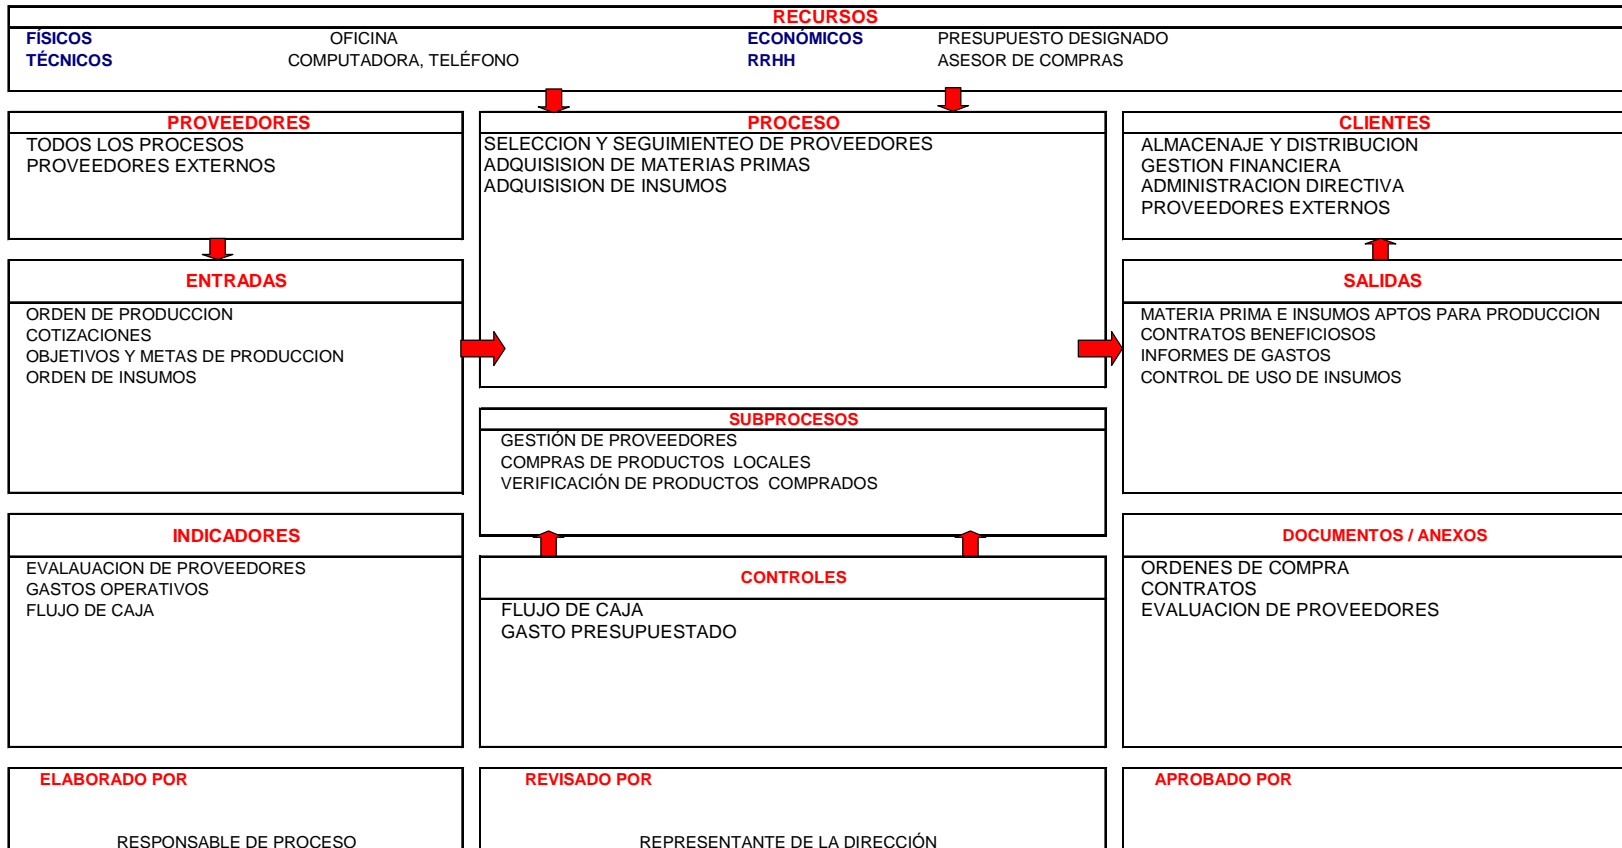 RECURSOS
FÍSICOS OFICINA ECONÓMICOS PRESUPUESTO DESIGNADO
TÉCNICOS COMPUTADORA, TELÉFONO RRHH ASESOR DE COMPRAS
PROVEEDORES
TODOS LOS PROCESOS
PROVEEDORES EXTERNOS
PROCESO
SELECCION Y SEGUIMIENTEO DE PROVEEDORES
ADQUISISION DE MATERIAS PRIMAS
ADQUISISION DE INSUMOS
CLIENTES
ALMACENAJE Y DISTRIBUCION
GESTION FINANCIERA
ADMINISTRACION DIRECTIVA
PROVEEDORES EXTERNOS
ENTRADAS
ORDEN DE PRODUCCION
COTIZACIONES
OBJETIVOS Y METAS DE PRODUCCION
ORDEN DE INSUMOS
SALIDAS
MATERIA PRIMA E INSUMOS APTOS PARA PRODUCCION
CONTRATOS BENEFICIOSOS
INFORMES DE GASTOS
CONTROL DE USO DE INSUMOS
SUBPROCESOS
GESTIÓN DE PROVEEDORES
COMPRAS DE PRODUCTOS LOCALES
VERIFICACIÓN DE PRODUCTOS COMPRADOS
INDICADORES
EVALAUACION DE PROVEEDORES
GASTOS OPERATIVOS
FLUJO DE CAJA
CONTROLES
FLUJO DE CAJA
GASTO PRESUPUESTADO
DOCUMENTOS / ANEXOS
ORDENES DE COMPRA
CONTRATOS
EVALUACION DE PROVEEDORES
ELABORADO POR
RESPONSABLE DE PROCESO
REVISADO POR
REPRESENTANTE DE LA DIRECCIÓN
APROBADO POR